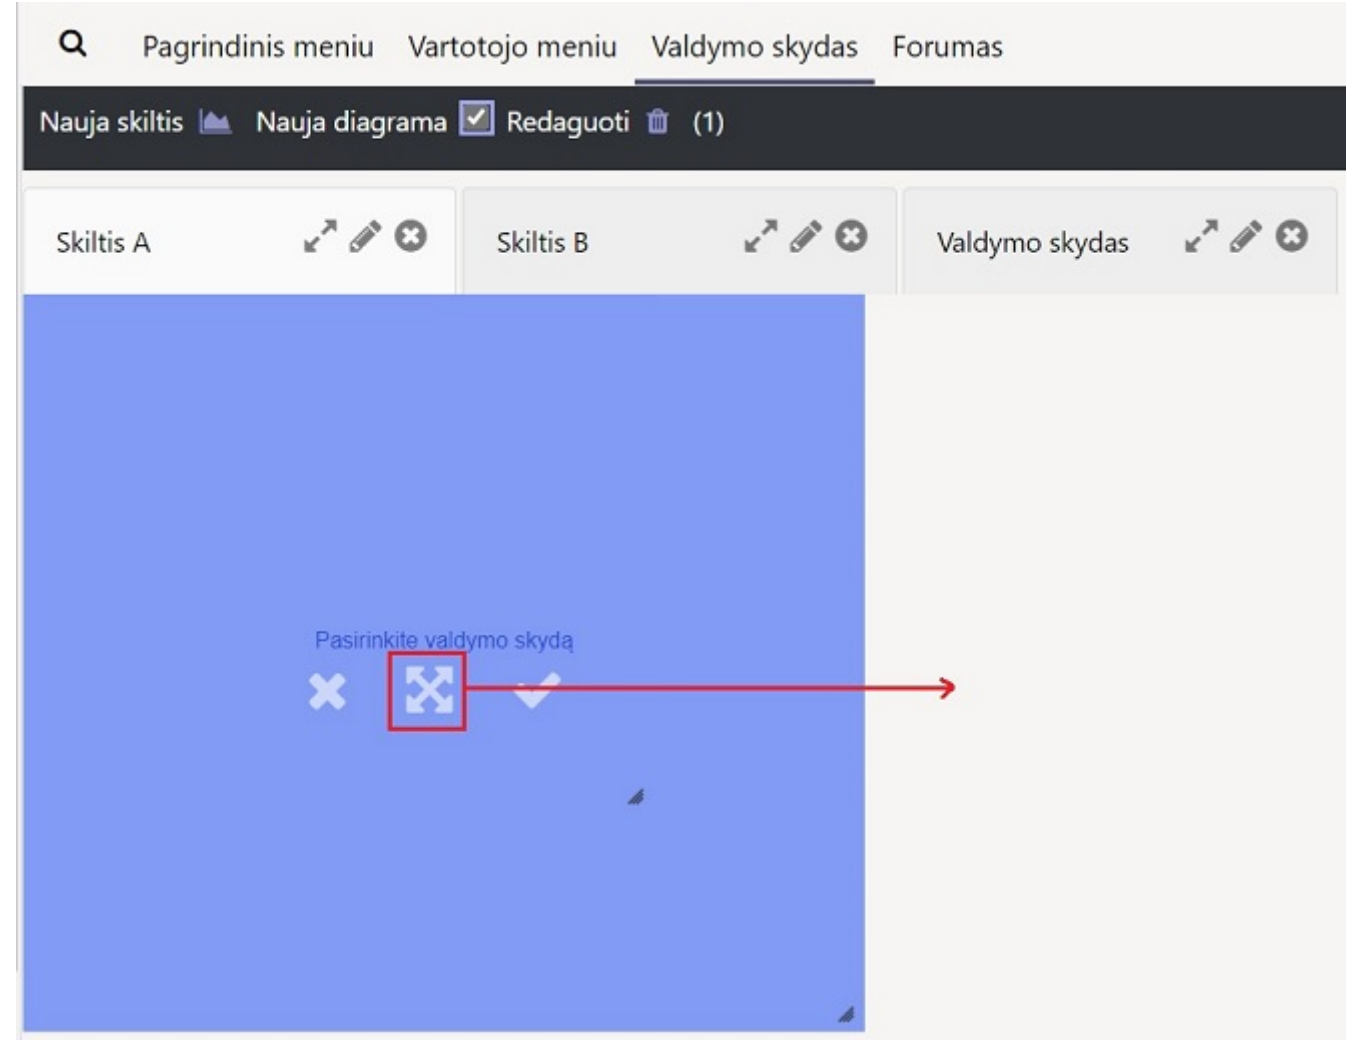 Pagrindinis meniu Vartotojo meniu Valdymo skydas Forumas
Nauja skiltis Nauja diagrama Redaguoti (1)
Skiltis A Skiltis B Valdymo skydas
Pasirinkite valdymo skydą